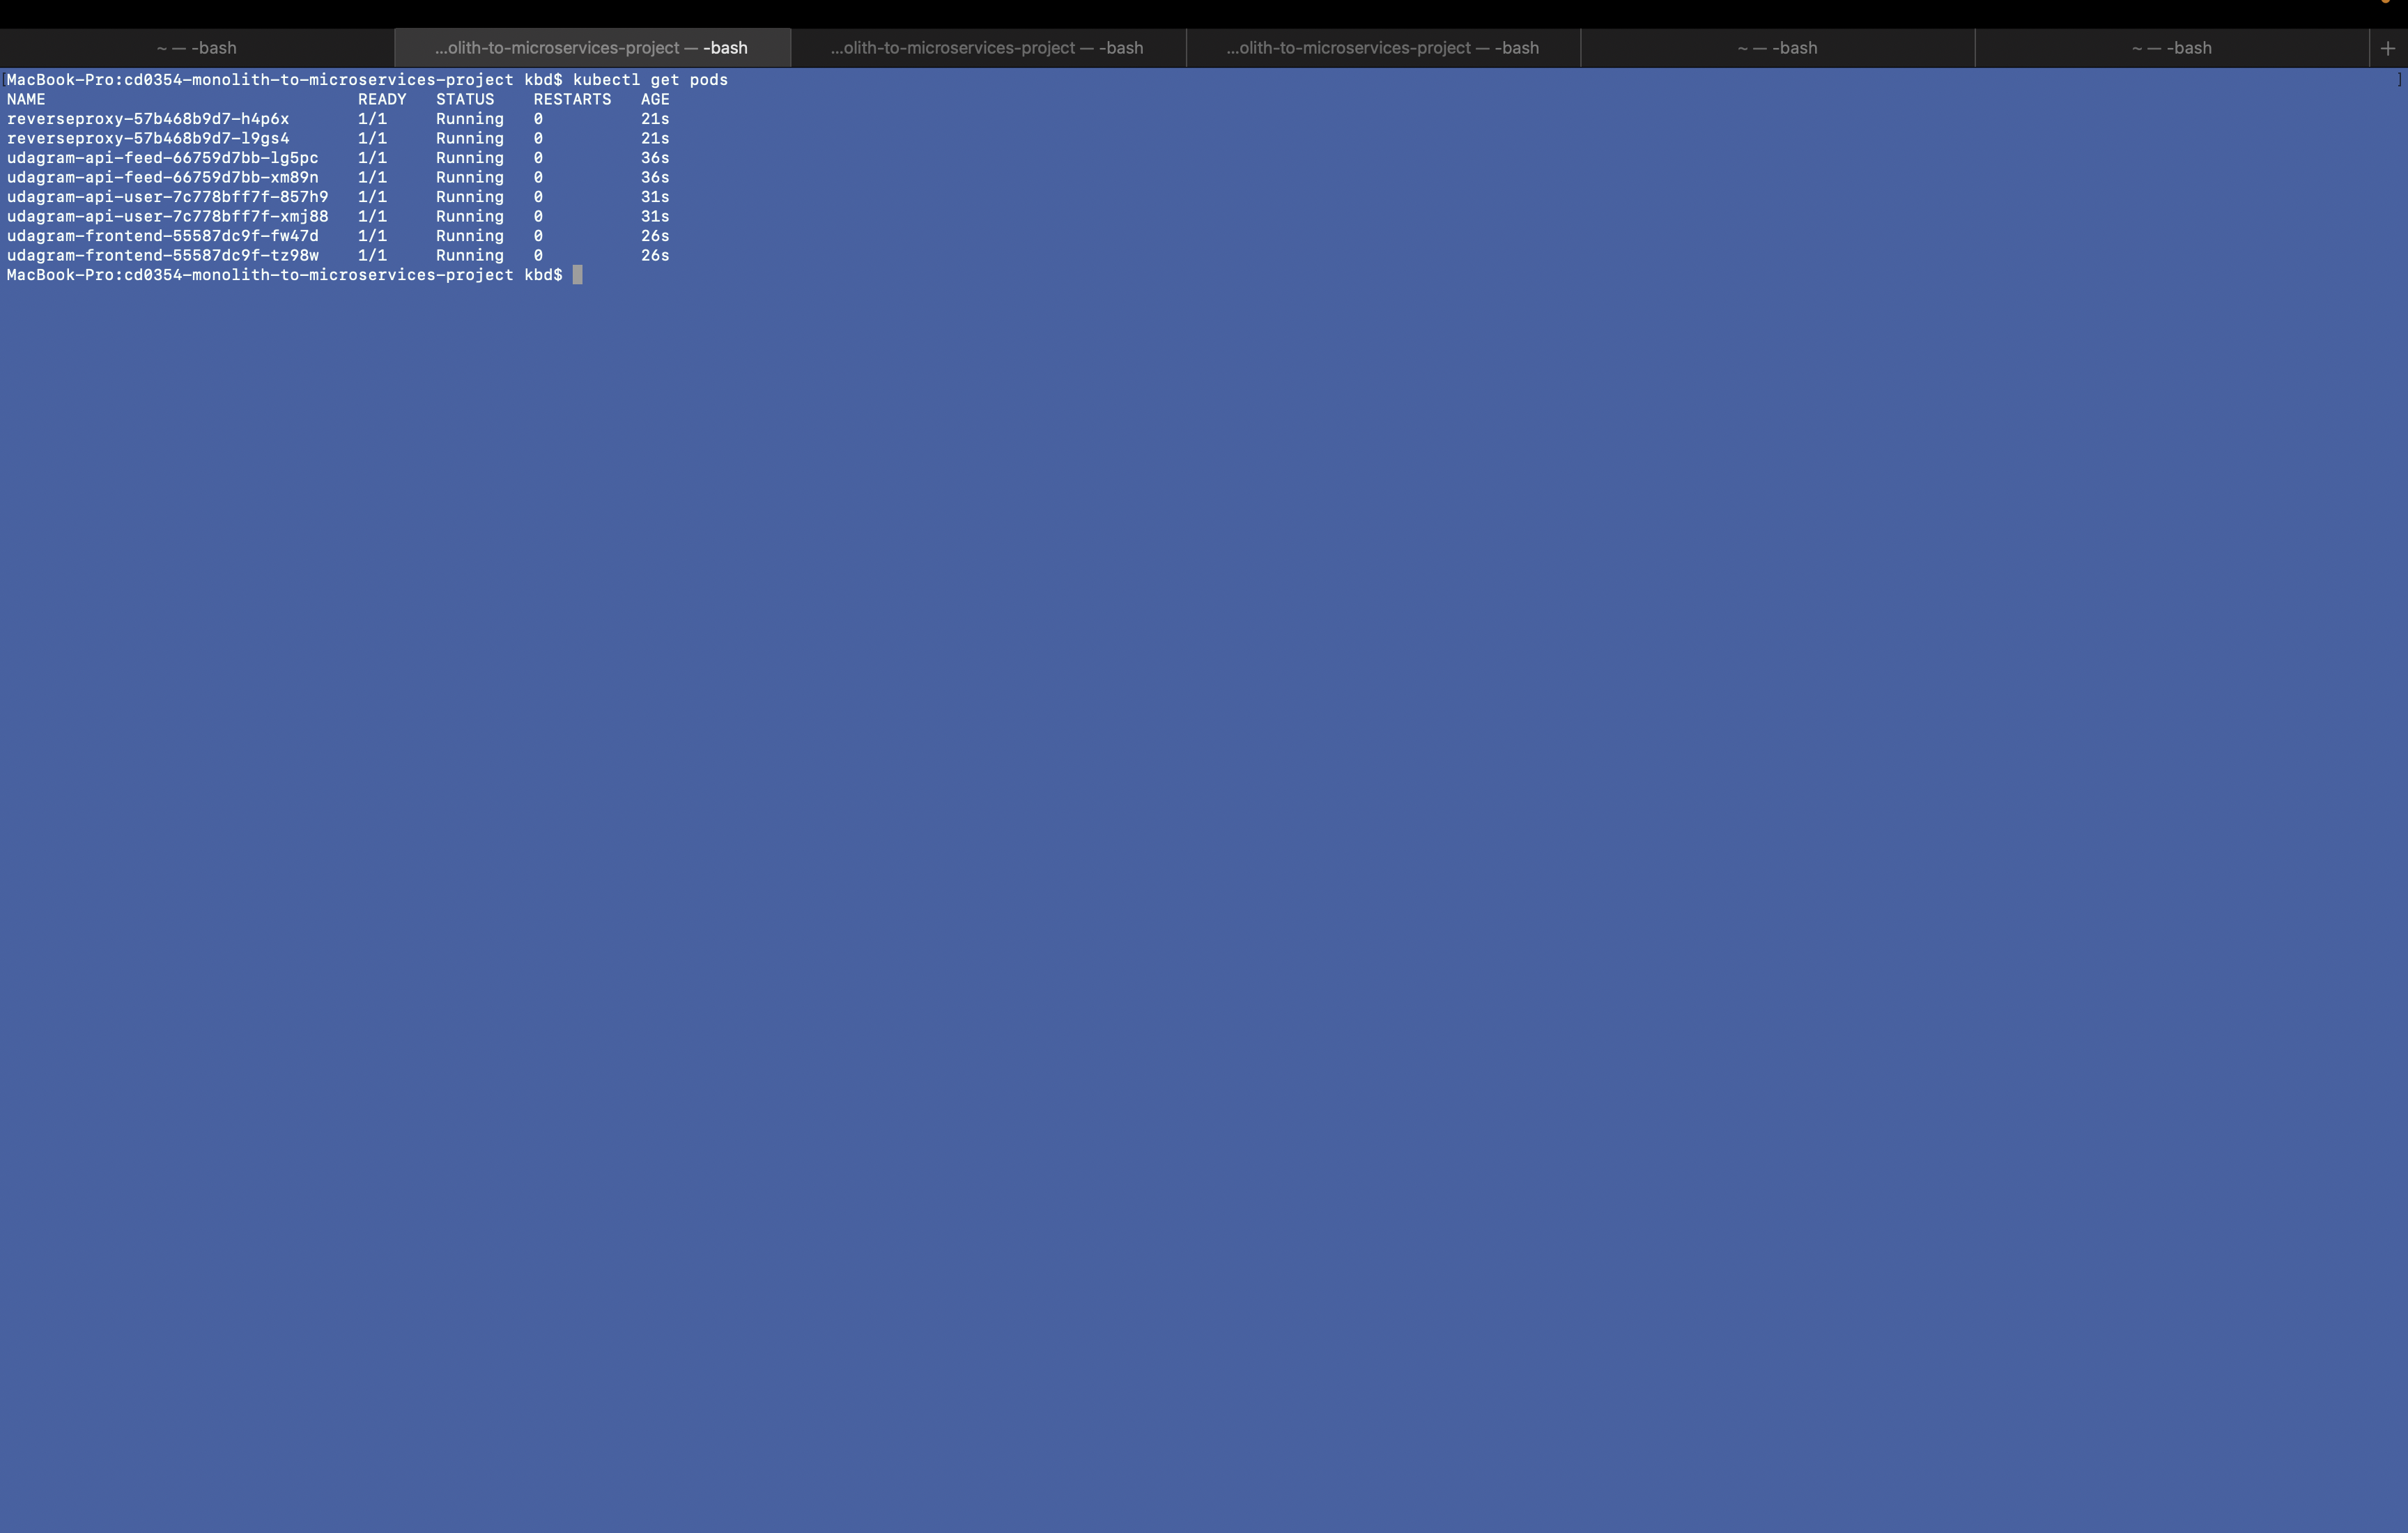 ~ — -bash
...olith-to-microservices-project — -bash
...olith-to-microservices-project — -bash
...olith-to-microservices-project — -bash
~ — -bash
~ — -bash
+
[MacBook-Pro:cd0354-monolith-to-microservices-project kbd$ kubectl get pods ]
NAME READY STATUS RESTARTS AGE
reverseproxy-57b468b9d7-h4p6x 1/1 Running 0 21s
reverseproxy-57b468b9d7-l9gs4 1/1 Running 0 21s
udagram-api-feed-66759d7bb-lg5pc 1/1 Running 0 36s
udagram-api-feed-66759d7bb-xm89n 1/1 Running 0 36s
udagram-api-user-7c778bff7f-857h9 1/1 Running 0 31s
udagram-api-user-7c778bff7f-xmj88 1/1 Running 0 31s
udagram-frontend-55587dc9f-fw47d 1/1 Running 0 26s
udagram-frontend-55587dc9f-tz98w 1/1 Running 0 26s
MacBook-Pro:cd0354-monolith-to-microservices-project kbd$